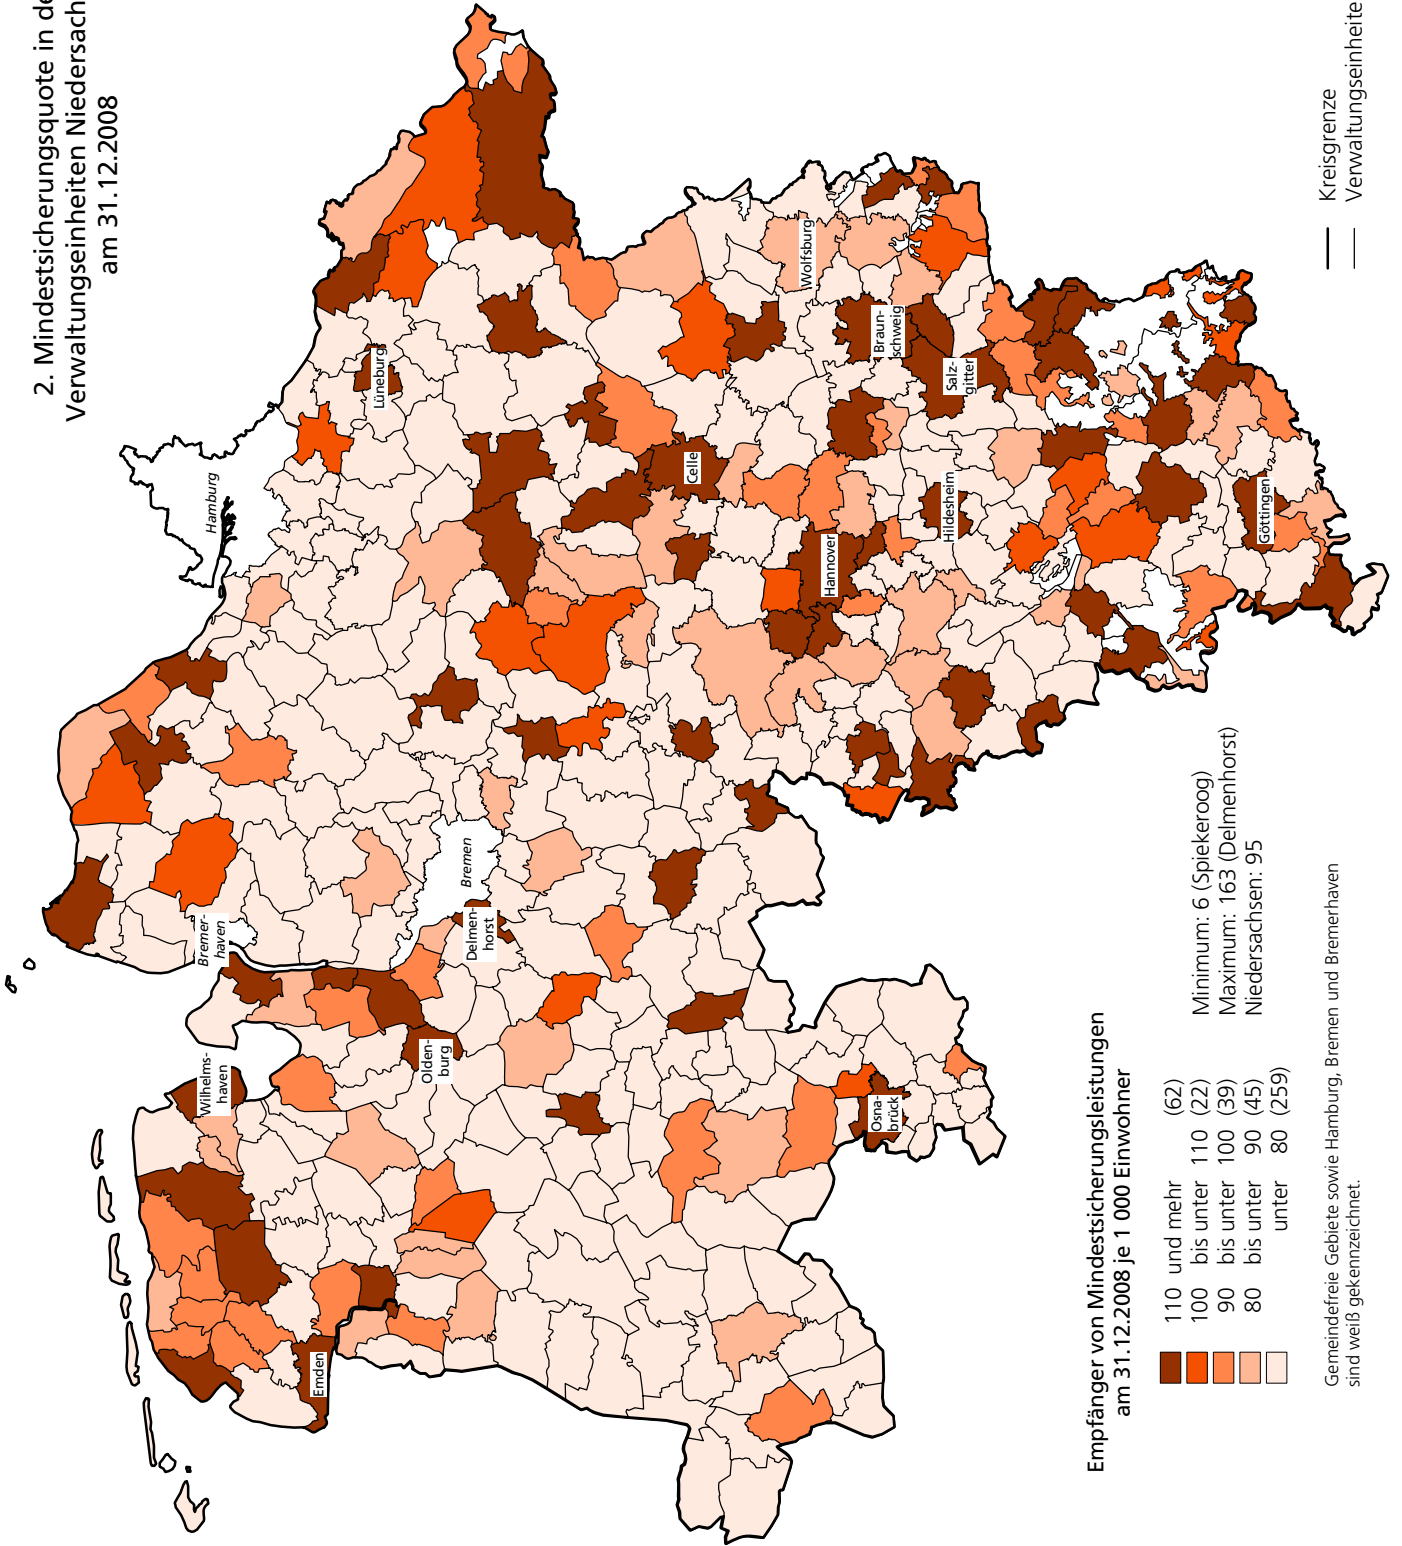 2. Mindestsicherungsquote in de
Verwaltungseinheiten Niedersach
am 31.12.2008
Hamburg
Lüneburg
Bremer-
haven
Wilhelms-
haven
Emden
Olden-
burg
Delmen-
horst
Bremen
Celle
Wolfsburg
Hannover
Braun-
schweig
Salz-
gitter
Hildesheim
Osna-
brück
Göttingen
Empfänger von Mindestsicherungsleistungen
am 31.12.2008 je 1 000 Einwohner
110 und mehr (62)
100 bis unter 110 (22)
90 bis unter 100 (39)
80 bis unter 90 (45)
unter 80 (259)
Minimum: 6 (Spiekeroog)
Maximum: 163 (Delmenhorst)
Niedersachsen: 95
Kreisgrenze
Verwaltungseinheite
Gemeindefreie Gebiete sowie Hamburg, Bremen und Bremerhaven
sind weiß gekennzeichnet.